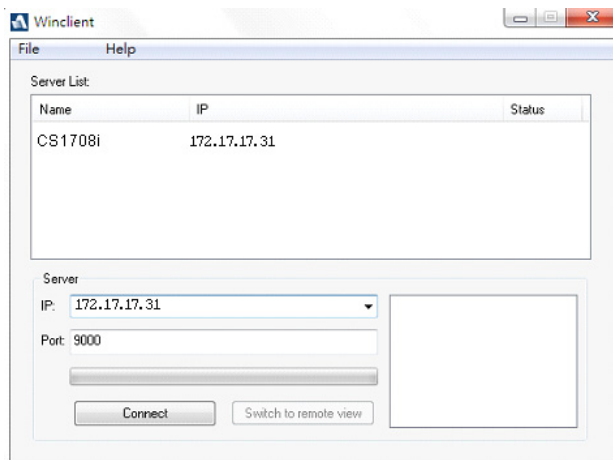 Winclient
File Help
Server List:
Name IP Status
CS1708i 172.17.17.31
Server
IP: 172.17.17.31
Port: 9000
Connect Switch to remote view